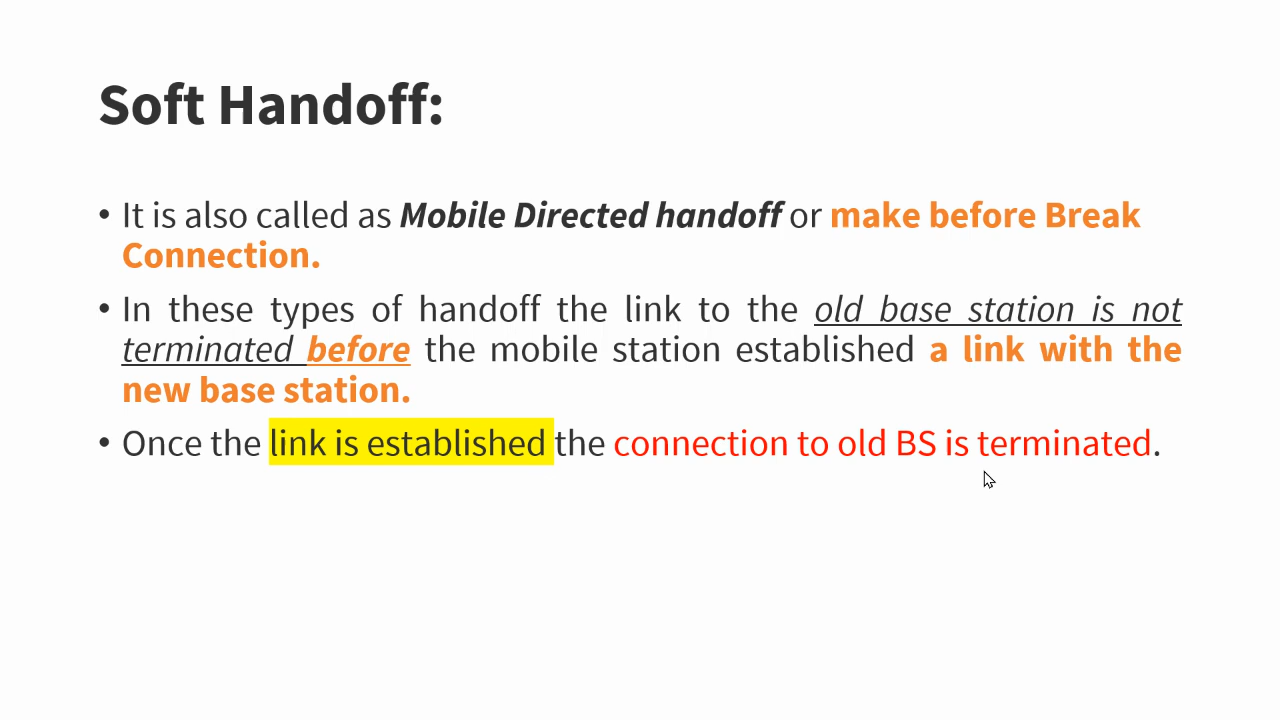 Soft Handoff:
• It is also called as Mobile Directed handoff or make before Break
Connection.
• In these types of handoff the link to the old base station is not
terminated before the mobile station established a link with the
new base station.
• Once the link is established the connection to old BS is terminated.